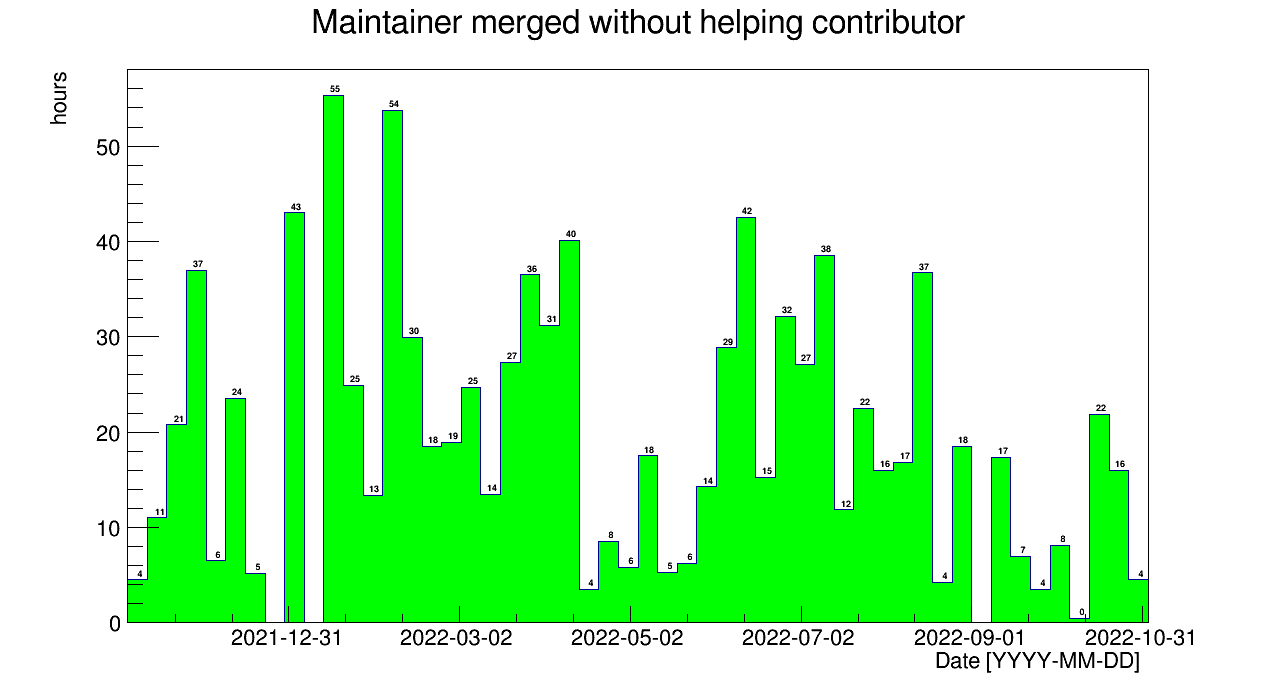 Maintainer merged without helping contributor
hours
50
40
30
20
10
0
4 11 21 37 6 24 5 43 55 25 13 54 30 18 19 25 14 27 36 31 40 4 8 6 18 5 6 14 29 42 15 32 27 38 12 22 16 17 37 4 18 17 7 4 8 0 22 16 4
2021-12-31 2022-03-02 2022-05-02 2022-07-02 2022-09-01 2022-10-31
Date [YYYY-MM-DD]